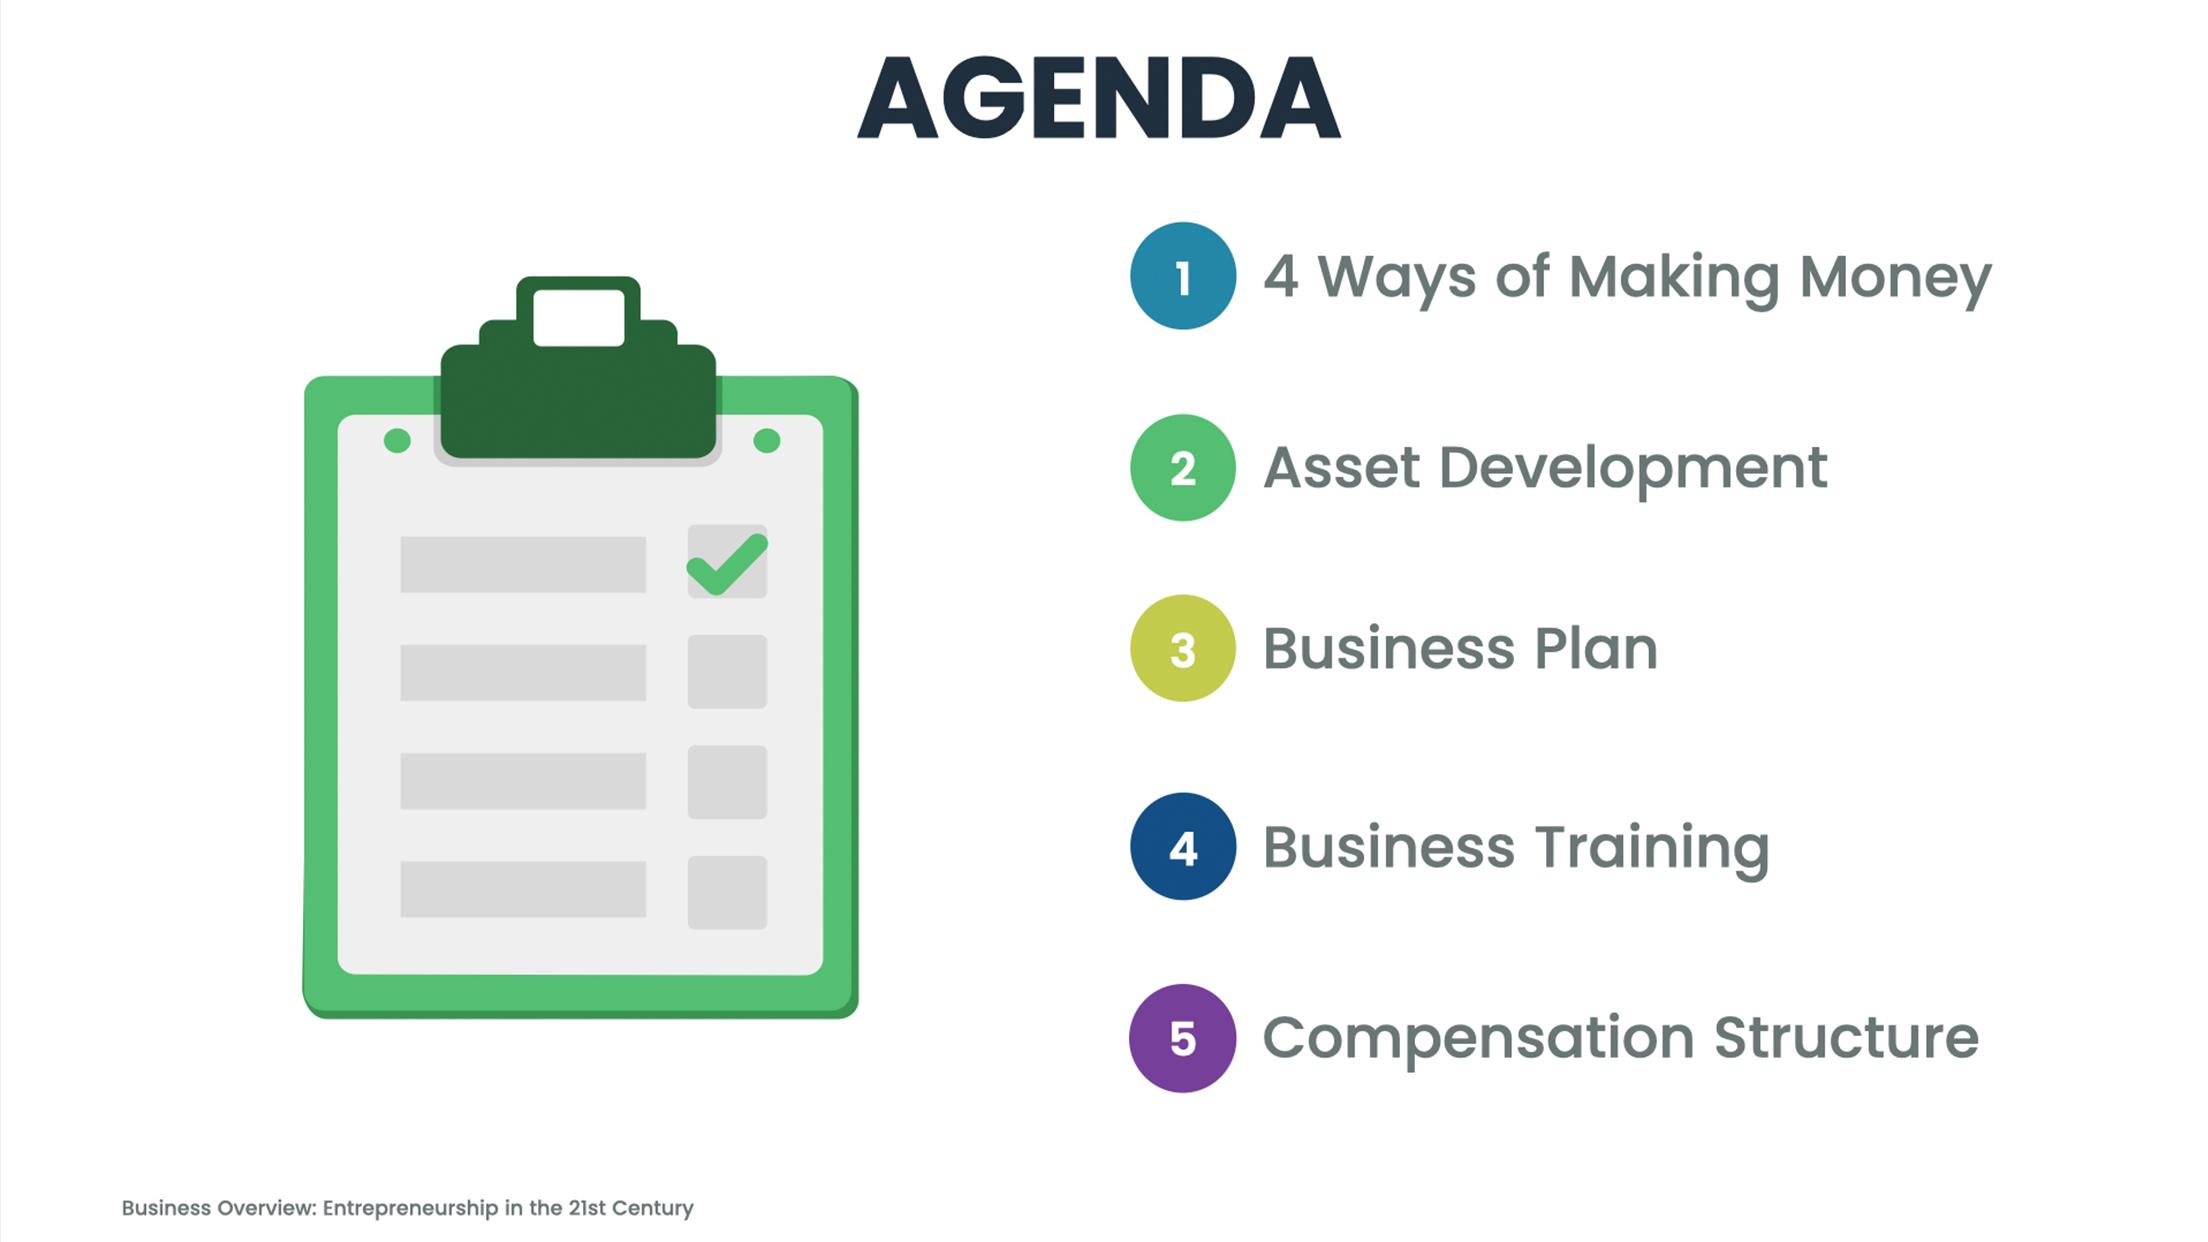 AGENDA
1 4 Ways of Making Money
2 Asset Development
3 Business Plan
4 Business Training
5 Compensation Structure
Business Overview: Entrepreneurship in the 21st Century